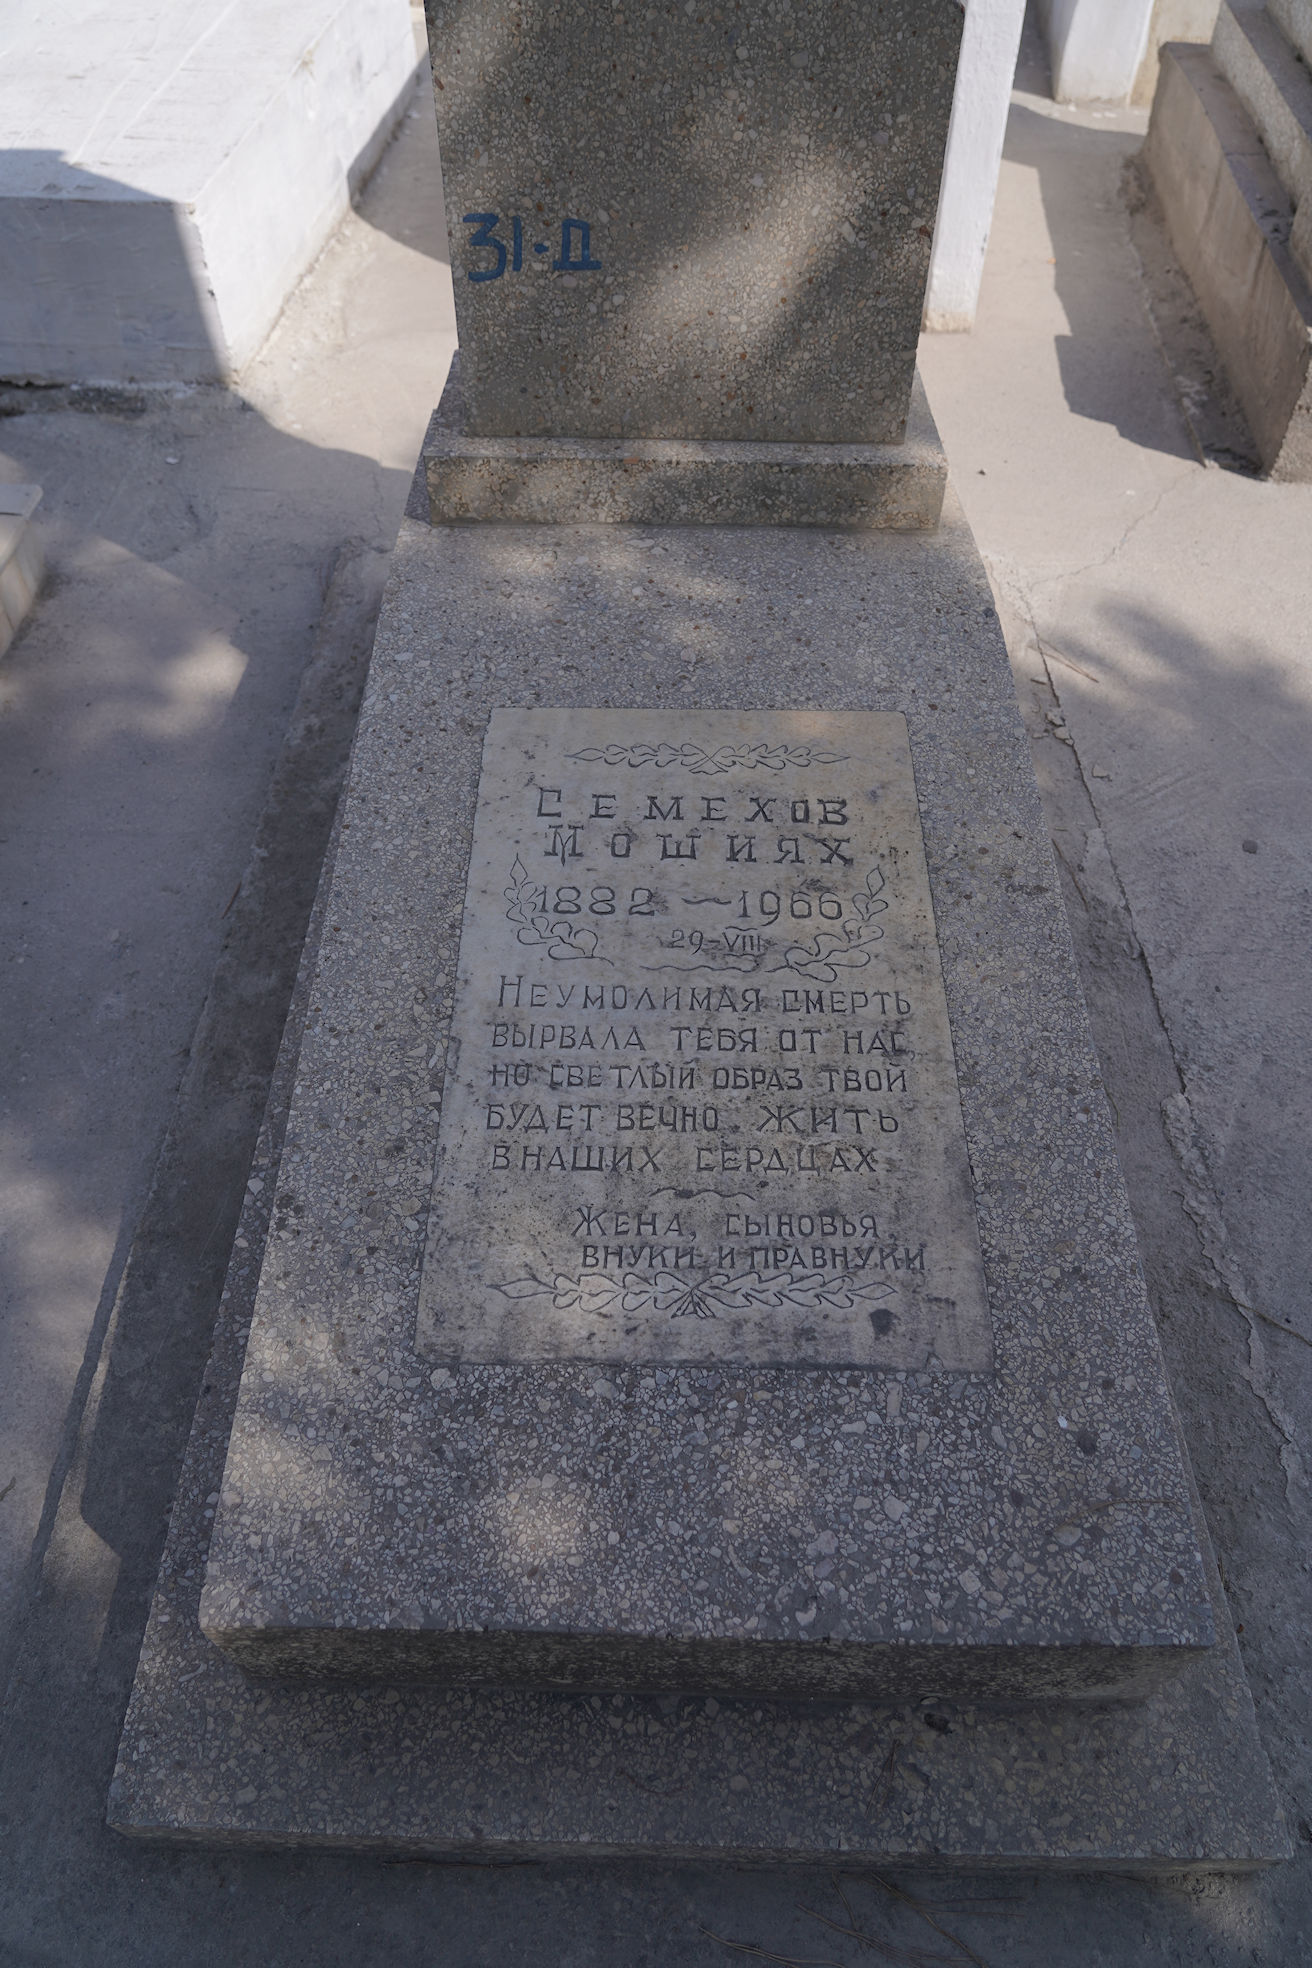 31-Д
СЕМЕХОВ
МОШИЯХ
1882 — 1966
29-VIII
НЕУМОЛИМАЯ СМЕРТЬ
ВЫРВАЛА ТЕБЯ ОТ НАС,
НО СВЕТЛЫЙ ОБРАЗ ТВОЙ
БУДЕТ ВЕЧНО ЖИТЬ
В НАШИХ СЕРДЦАХ
ЖЕНА, СЫНОВЬЯ,
ВНУКИ И ПРАВНУКИ